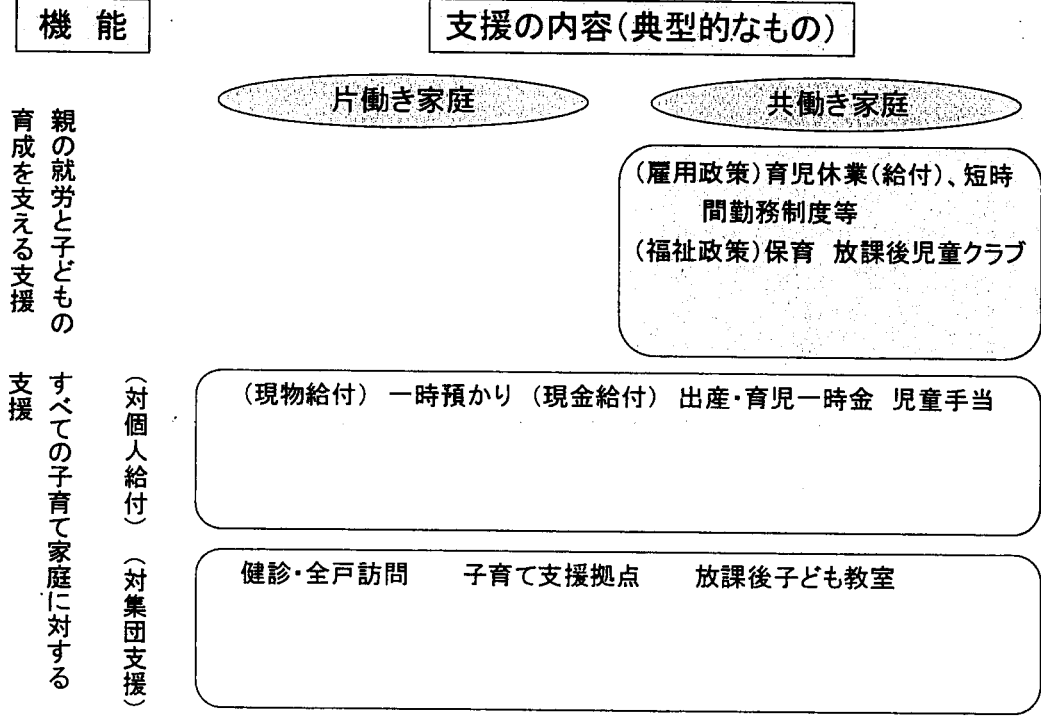 機 能
支援の内容(典型的なもの)
片働き家庭
共働き家庭
親の就労と子どもの
育成を支える支援
(雇用政策)育児休業(給付)、短時
間勤務制度等
(福祉政策)保育 放課後児童クラブ
すべての子育て家庭に対する
支援
(対個人給付)
(現物給付) 一時預かり (現金給付) 出産・育児一時金 児童手当
(対集団支援)
健診・全戸訪問 子育て支援拠点 放課後子ども教室